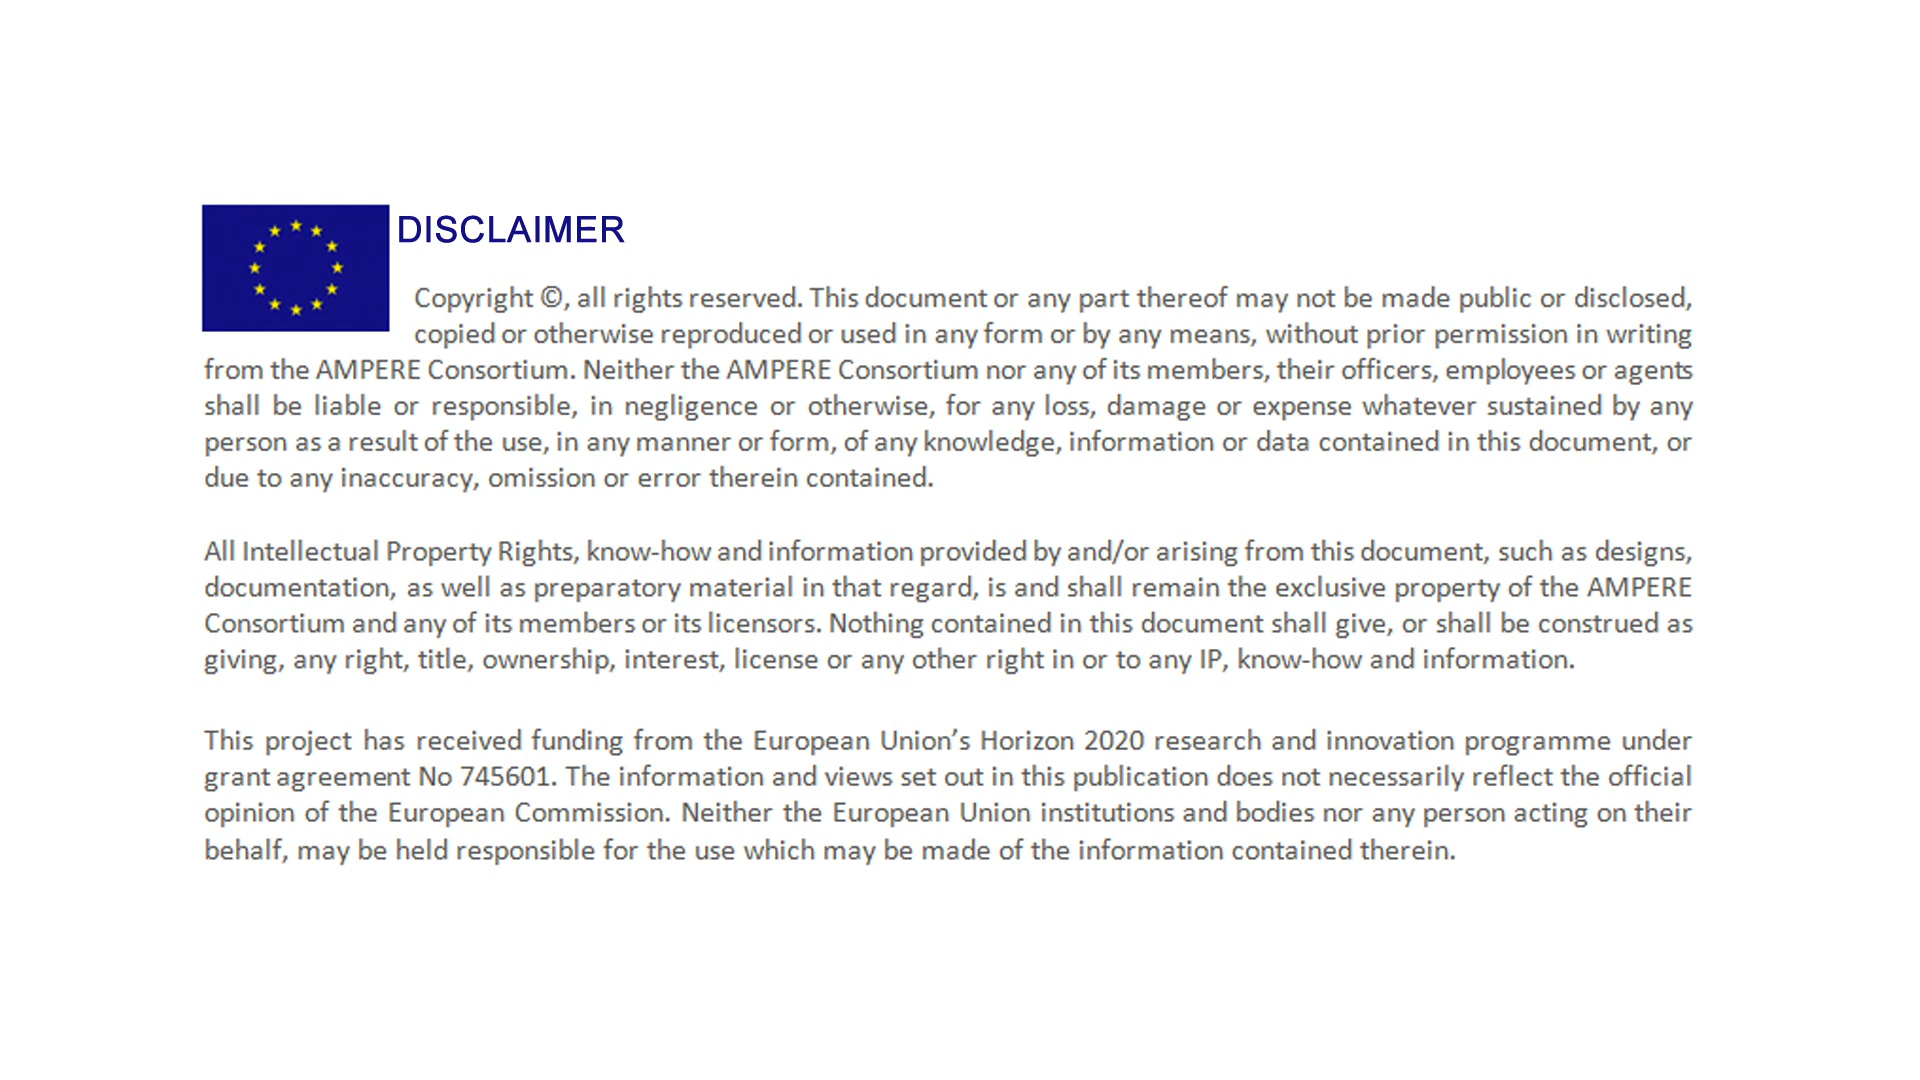 DISCLAIMER
Copyright ©, all rights reserved. This document or any part thereof may not be made public or disclosed,
copied or otherwise reproduced or used in any form or by any means, without prior permission in writing
from the AMPERE Consortium. Neither the AMPERE Consortium nor any of its members, their officers, employees or agents
shall be liable or responsible, in negligence or otherwise, for any loss, damage or expense whatever sustained by any
person as a result of the use, in any manner or form, of any knowledge, information or data contained in this document, or
due to any inaccuracy, omission or error therein contained.
All Intellectual Property Rights, know-how and information provided by and/or arising from this document, such as designs,
documentation, as well as preparatory material in that regard, is and shall remain the exclusive property of the AMPERE
Consortium and any of its members or its licensors. Nothing contained in this document shall give, or shall be construed as
giving, any right, title, ownership, interest, license or any other right in or to any IP, know-how and information.
This project has received funding from the European Union’s Horizon 2020 research and innovation programme under
grant agreement No 745601. The information and views set out in this publication does not necessarily reflect the official
opinion of the European Commission. Neither the European Union institutions and bodies nor any person acting on their
behalf, may be held responsible for the use which may be made of the information contained therein.